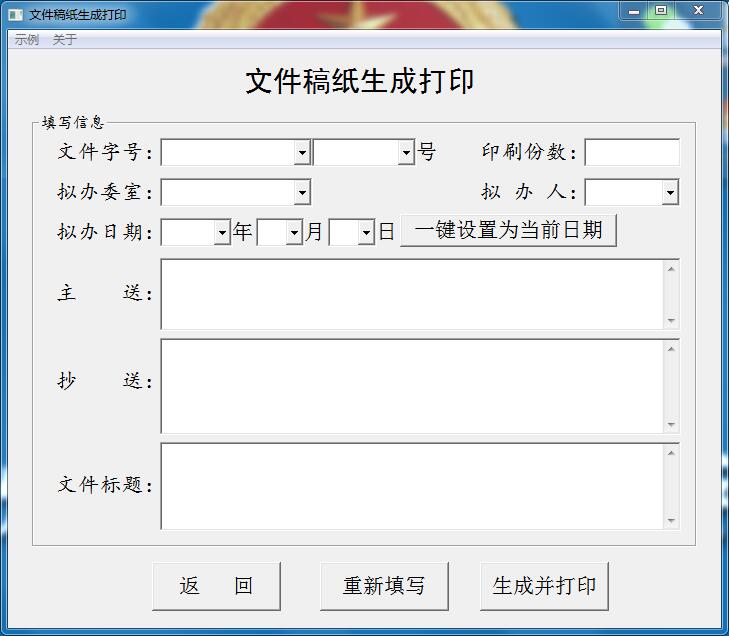 文件稿纸生成打印
示例 关于
文件稿纸生成打印
填写信息
文件字号: 号 印刷份数:
拟办委室: 拟 办 人:
拟办日期: 年 月 日 一键设置为当前日期
主 送:
抄 送:
文件标题:
返 回 重新填写 生成并打印